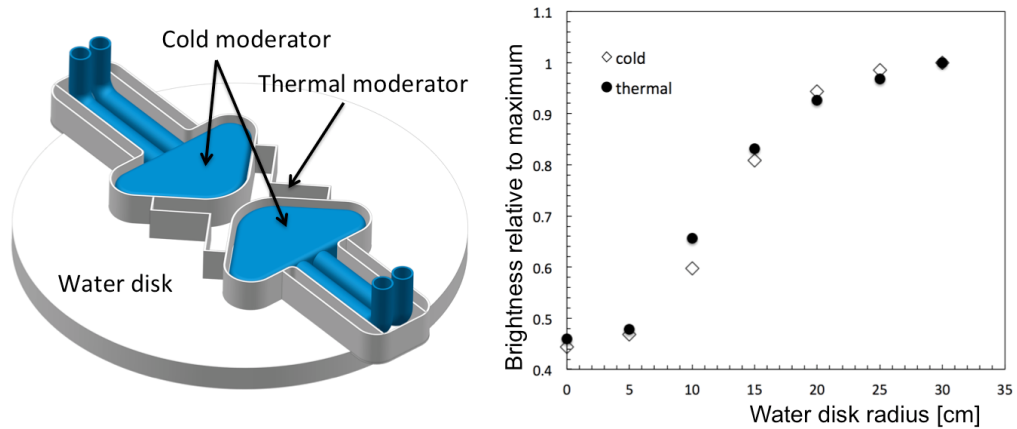 Cold moderator
Thermal moderator
Water disk
Brightness relative to maximum
1.1
1
0.9
0.8
0.7
0.6
0.5
0.4
cold
thermal
0
5
10
15
20
25
30
35
Water disk radius [cm]